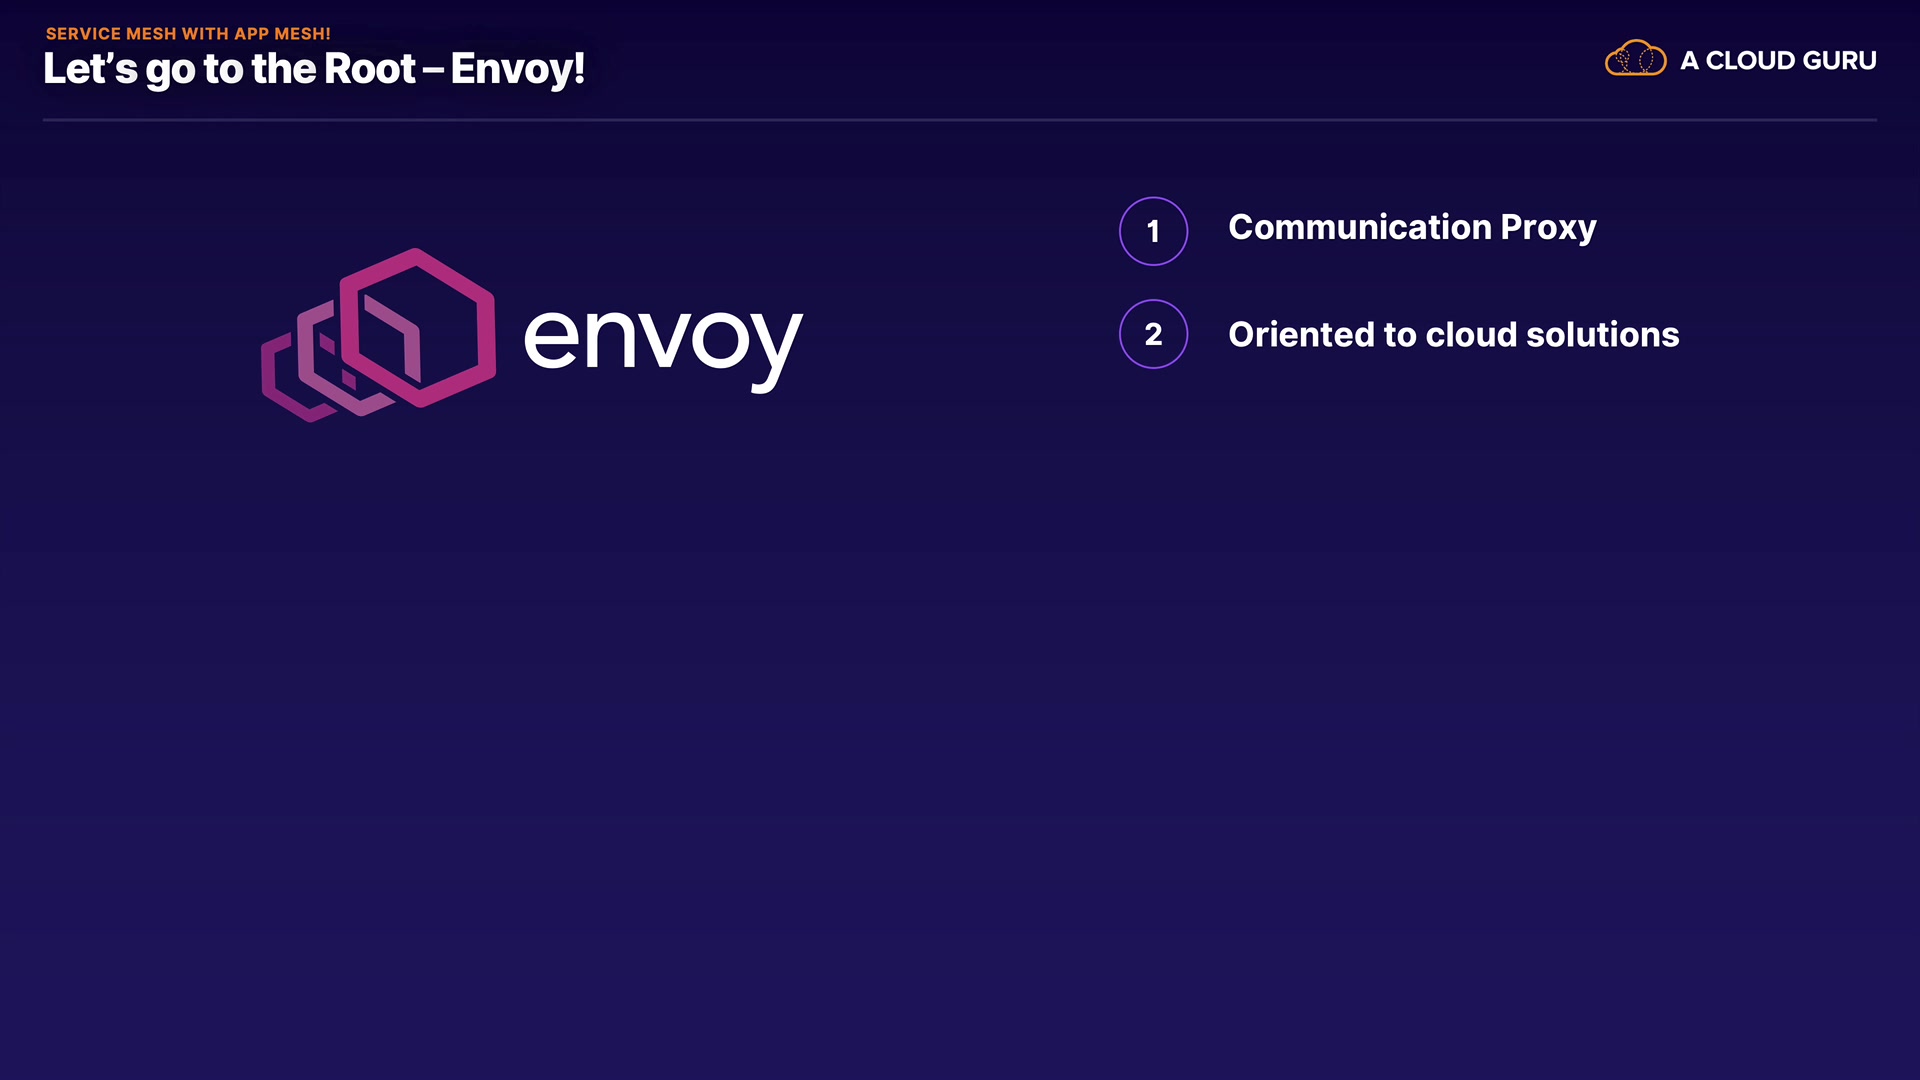 SERVICE MESH WITH APP MESH!
Let’s go to the Root – Envoy!
A CLOUD GURU
envoy
1 Communication Proxy
2 Oriented to cloud solutions